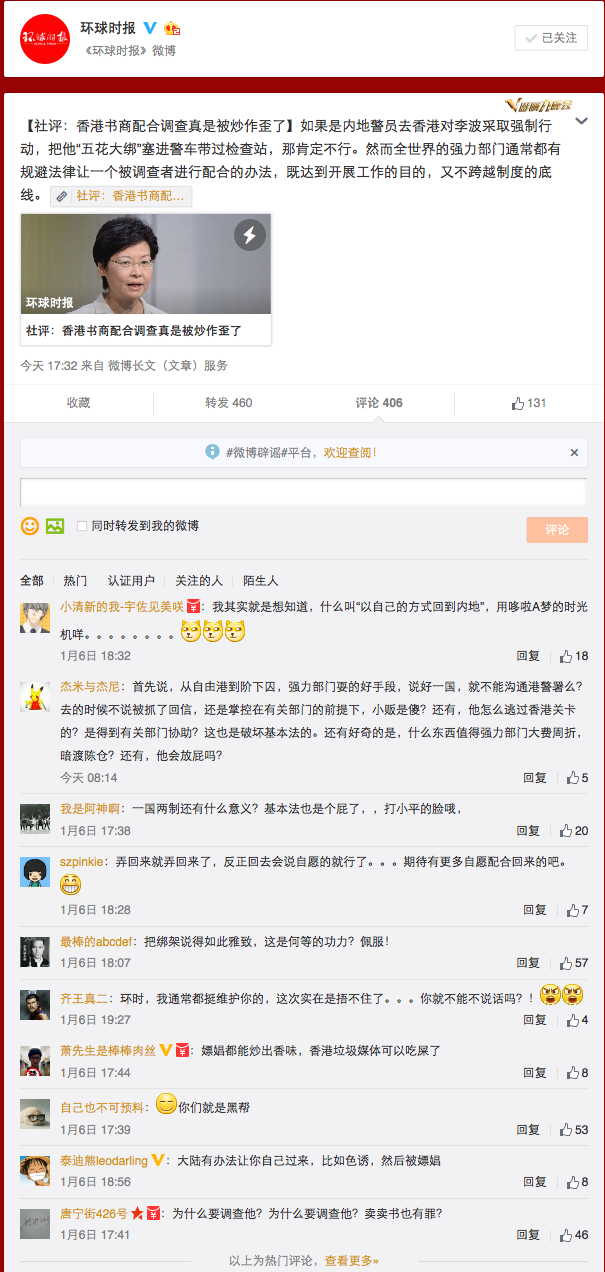 环球时报
《环球时报》微博
已关注
【社评：香港书商配合调查真是被炒作歪了】如果是内地警员去香港对李波采取强制行
动，把他“五花大绑”塞进警车带过检查站，那肯定不行。然而全世界的强力部门通常都有
规避法律让一个被调查者进行配合的办法，既达到开展工作的目的，又不跨越制度的底
线。 社评：香港书商配...
环球时报
社评：香港书商配合调查真是被炒作歪了
今天 17:32 来自 微博长文（文章）服务
收藏
转发 460
评论 406
131
#微博辟谣#平台，欢迎查阅！
同时转发到我的微博
评论
全部 热门 认证用户 关注的人 陌生人
小清新的我-宇佐见美咲：我其实就是想知道，什么叫“以自己的方式回到内地”，用哆啦A梦的时光
机咩。。。。。。。。
1月6日 18:32 回复 18
杰米与杰尼：首先说，从自由港到阶下囚，强力部门耍的好手段，说好一国，就不能沟通港警署么？
去的时候不说被抓了回信，还是掌控在有关部门的前提下，小贩是傻？还有，他怎么逃过香港关卡
的？是得到有关部门协助？这也是破坏基本法的。还有好奇的是，什么东西值得强力部门大费周折，
暗渡陈仓？还有，他会放屁吗？
今天 08:14 回复 5
我是阿神啊：一国两制还有什么意义？基本法也是个屁了，，打小平的脸哦，
1月6日 17:38 回复 20
szpinkie：弄回来就弄回来了，反正回去会说自愿的就行了。。。期待有更多自愿配合回来的吧。
1月6日 18:28 回复 7
最棒的abcdef：把绑架说得如此雅致，这是何等的功力？佩服！
1月6日 18:07 回复 57
齐王真二：环时，我通常都挺维护你的，这次实在是捂不住了。。。你就不能不说话吗？！
1月6日 19:27 回复 4
萧先生是棒棒肉丝：嫖娼都能炒出香味，香港垃圾媒体可以吃屎了
1月6日 17:44 回复 8
自己也不可预料：你们就是黑帮
1月6日 17:39 回复 53
泰迪熊leodarling：大陆有办法让你自己过来，比如色诱，然后被嫖娼
1月6日 18:56 回复 8
唐宁街426号：为什么要调查他？为什么要调查他？卖卖书也有罪？
1月6日 17:41 回复 46
以上为热门评论，查看更多»